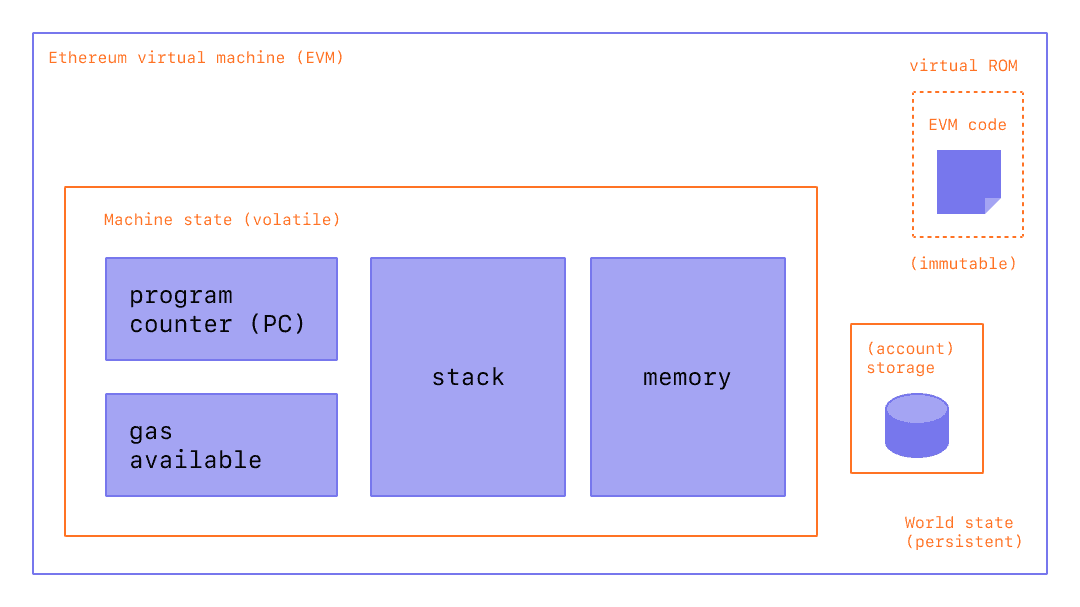 Ethereum virtual machine (EVM)
virtual ROM
EVM code
(immutable)
Machine state (volatile)
program
counter (PC)
gas
available
stack
memory
(account)
storage
World state
(persistent)